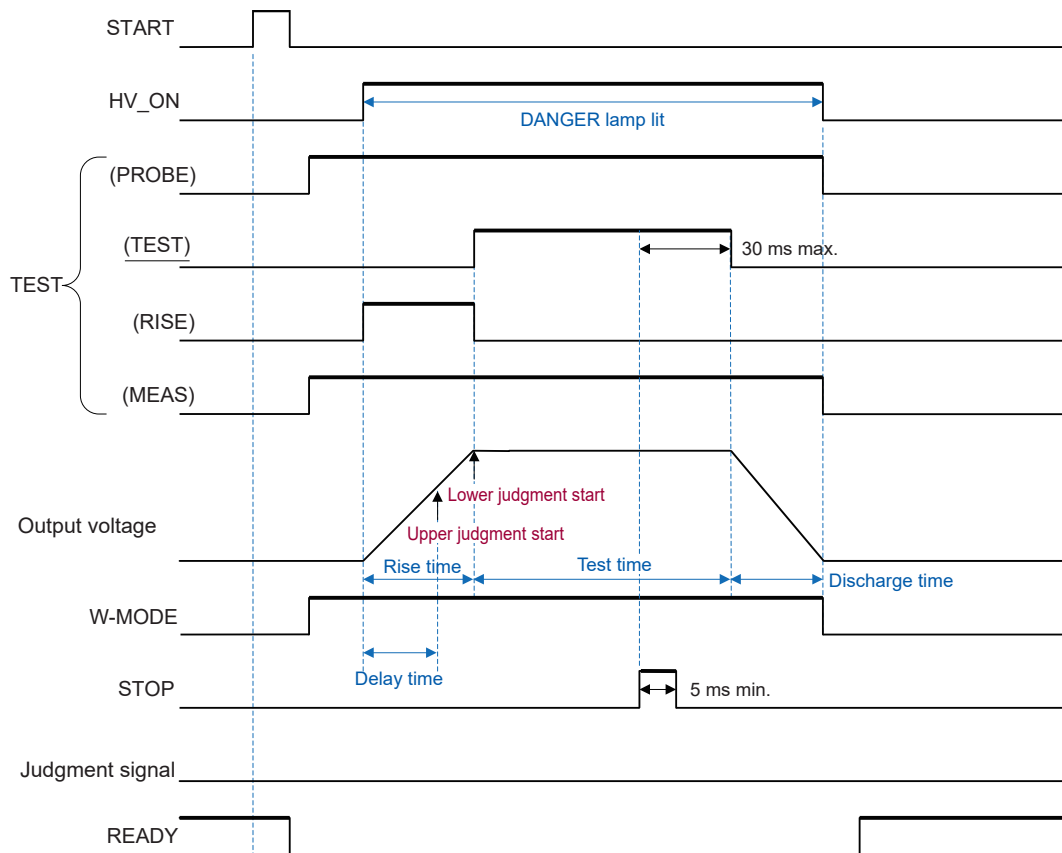 START
HV_ON
DANGER lamp lit
(PROBE)
(TEST)
30 ms max.
TEST
(RISE)
(MEAS)
Lower judgment start
Output voltage
Upper judgment start
Rise time
Test time
Discharge time
W-MODE
Delay time
STOP
5 ms min.
Judgment signal
READY